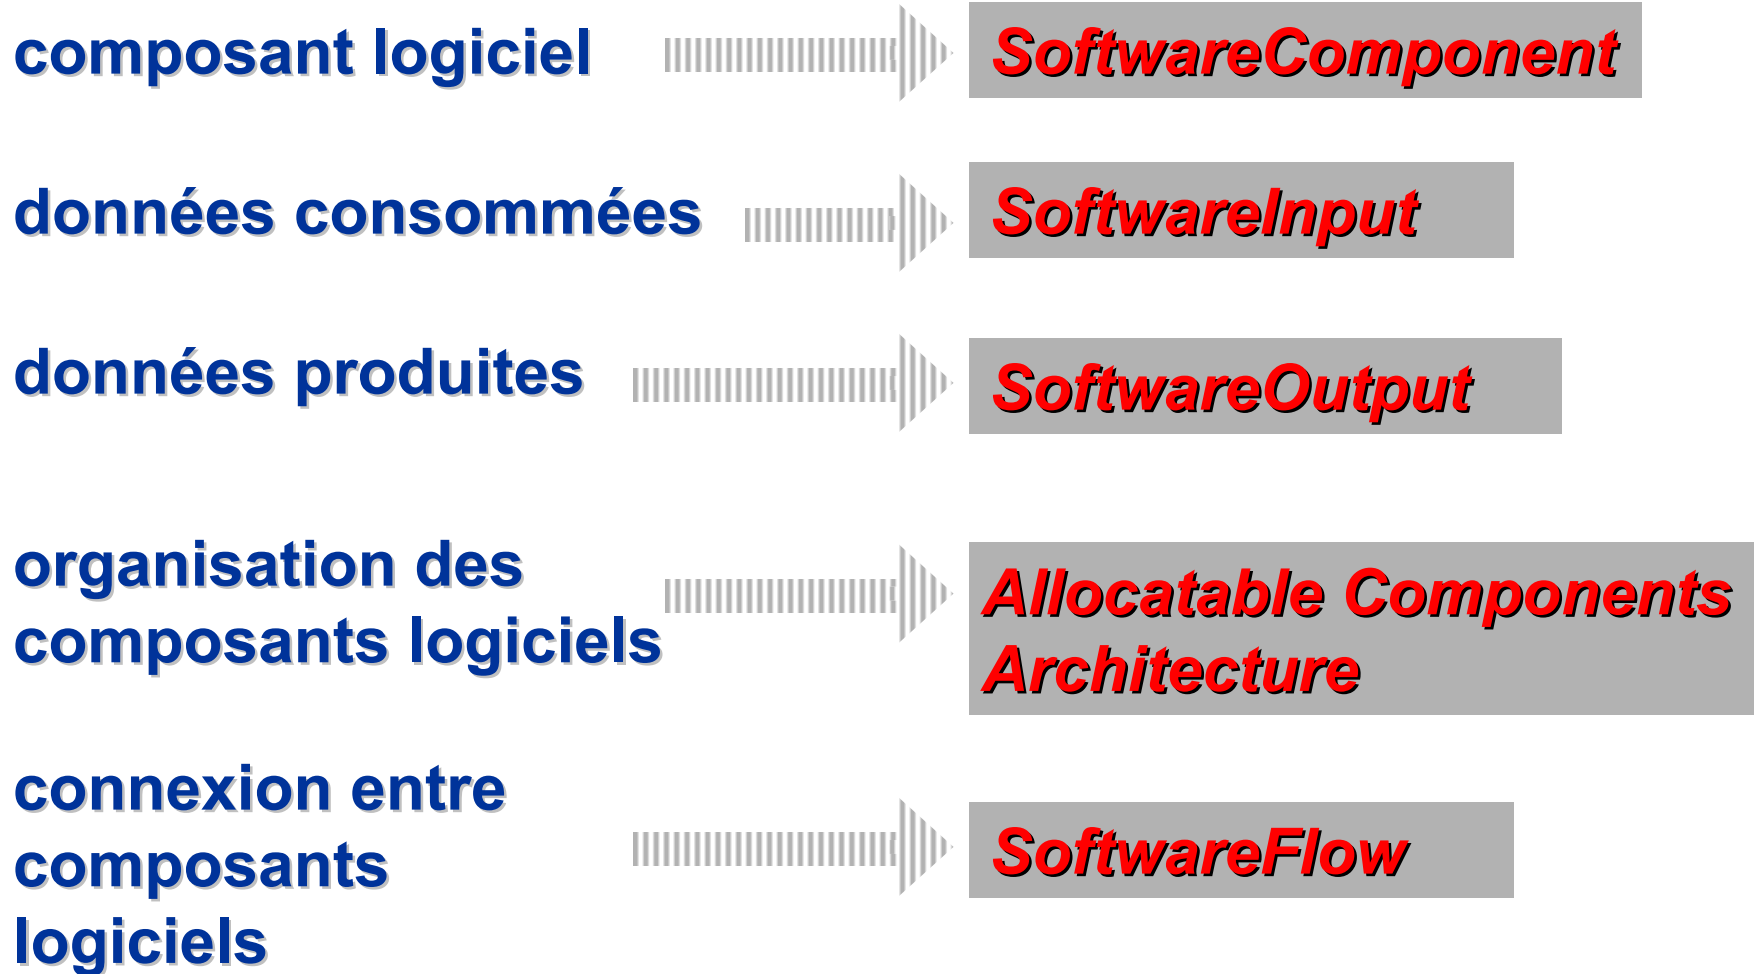 composant logiciel
SoftwareComponent
données consommées
SoftwareInput
données produites
SoftwareOutput
organisation des
composants logiciels
Allocatable Components
Architecture
connexion entre
composants
logiciels
SoftwareFlow